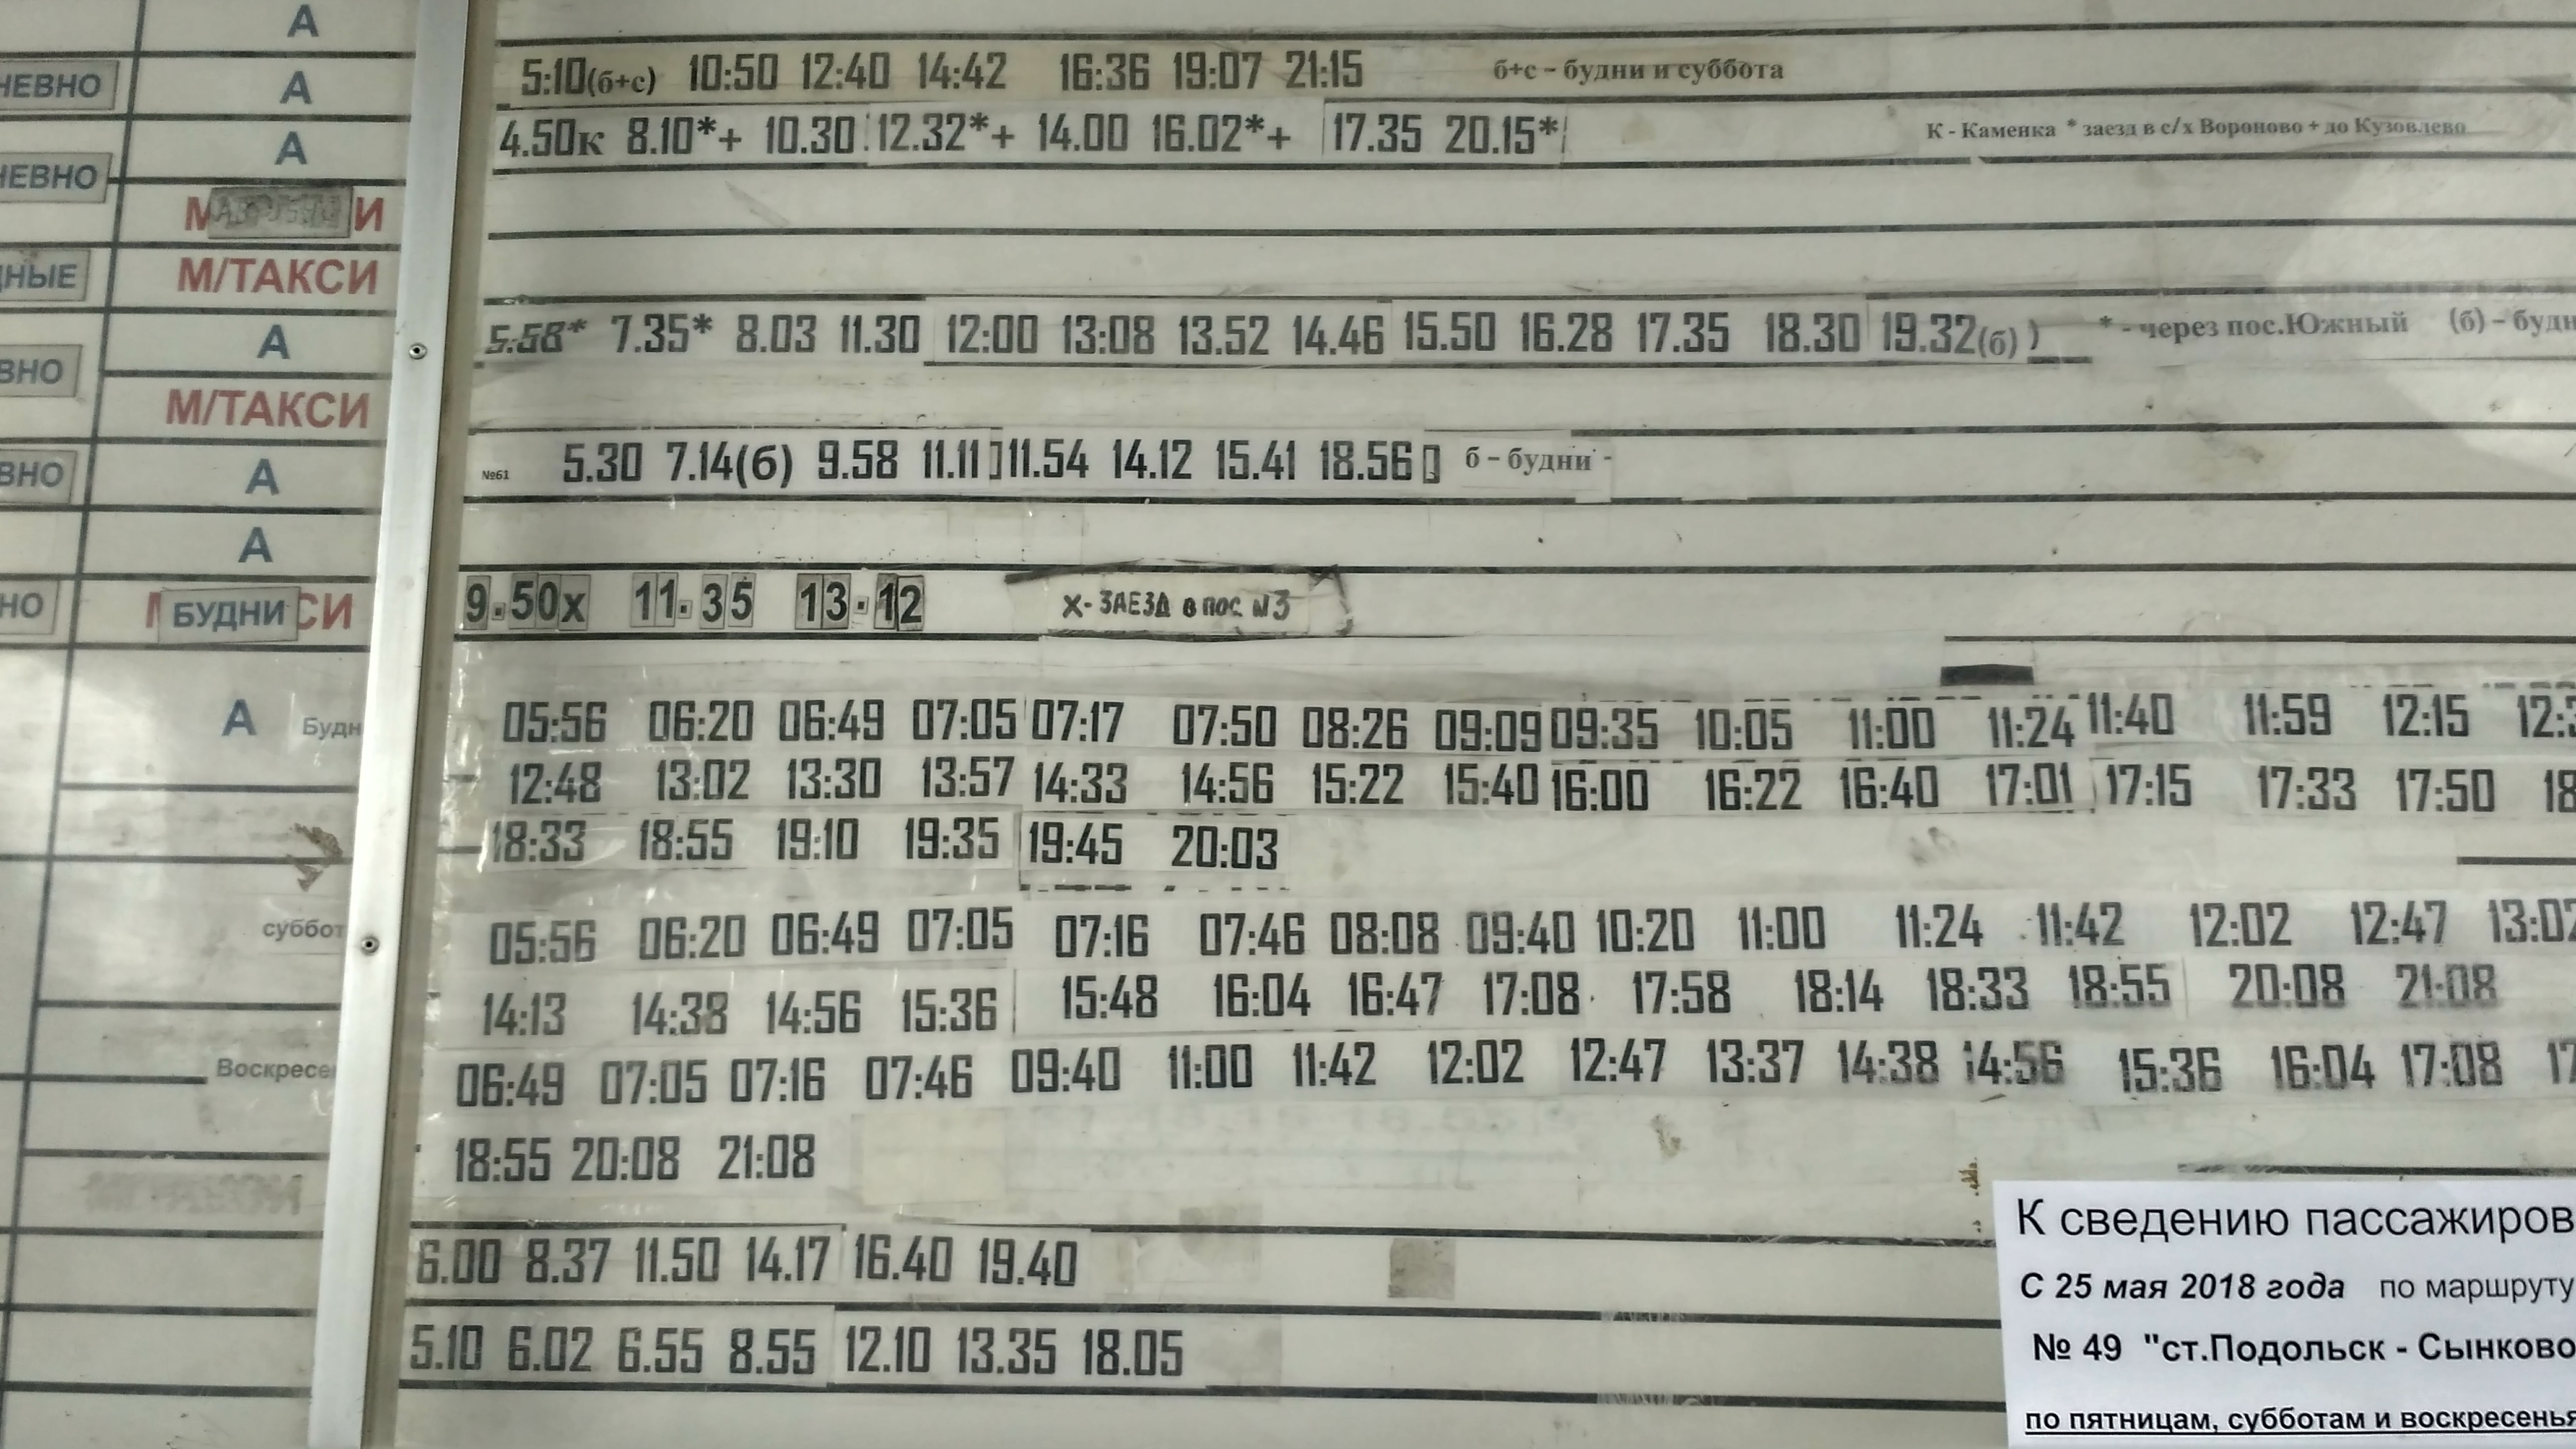 А
НЕВНО А 5:10(б+с) 10:50 12:40 14:42 16:36 19:07 21:15 б+с – будни и суббота
НЕВНО А 4.50к 8.10*+ 10.30 12.32*+ 14.00 16.02*+ 17.35 20.15* К - Каменка * заезд в с/х Вороново + до Кузовлево
М И
НЫЕ М/ТАКСИ
А 5.58* 7.35* 8.03 11.30 12:00 13:08 13.52 14.46 15.50 16.28 17.35 18.30 19.32(б) ) * - через пос.Южный (б) – будн
ВНО
М/ТАКСИ
ВНО А №61 5.30 7.14(б) 9.58 11.11 11.54 14.12 15.41 18.56 б – будни -
А
НО М БУДНИ СИ 9.50х 11.35 13.12 х- ЗАЕЗД в пос. N3
А Будн 05:56 06:20 06:49 07:05 07:17 07:50 08:26 09:09 09:35 10:05 11:00 11:24 11:40 11:59 12:15 12:3
12:48 13:02 13:30 13:57 14:33 14:56 15:22 15:40 16:00 16:22 16:40 17:01 17:15 17:33 17:50 18
18:33 18:55 19:10 19:35 19:45 20:03
суббот 05:56 06:20 06:49 07:05 07:16 07:46 08:08 09:40 10:20 11:00 11:24 11:42 12:02 12:47 13:02
14:13 14:38 14:56 15:36 15:48 16:04 16:47 17:08 17:58 18:14 18:33 18:55 20:08 21:08
Воскресе 06:49 07:05 07:16 07:46 09:40 11:00 11:42 12:02 12:47 13:37 14:38 14:56 15:36 16:04 17:08 17
18:55 20:08 21:08
6.00 8.37 11.50 14.17 16.40 19.40
5.10 6.02 6.55 8.55 12.10 13.35 18.05
К сведению пассажиров
С 25 мая 2018 года по маршруту
№ 49 "ст.Подольск - Сынково
по пятницам, субботам и воскресенья